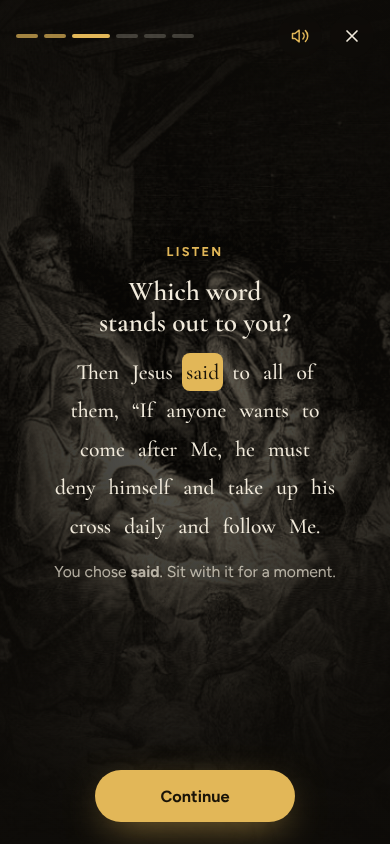 LISTEN
Which word
stands out to you?
Then Jesus said to all of
them, “If anyone wants to
come after Me, he must
deny himself and take up his
cross daily and follow Me.
You chose said. Sit with it for a moment.
Continue